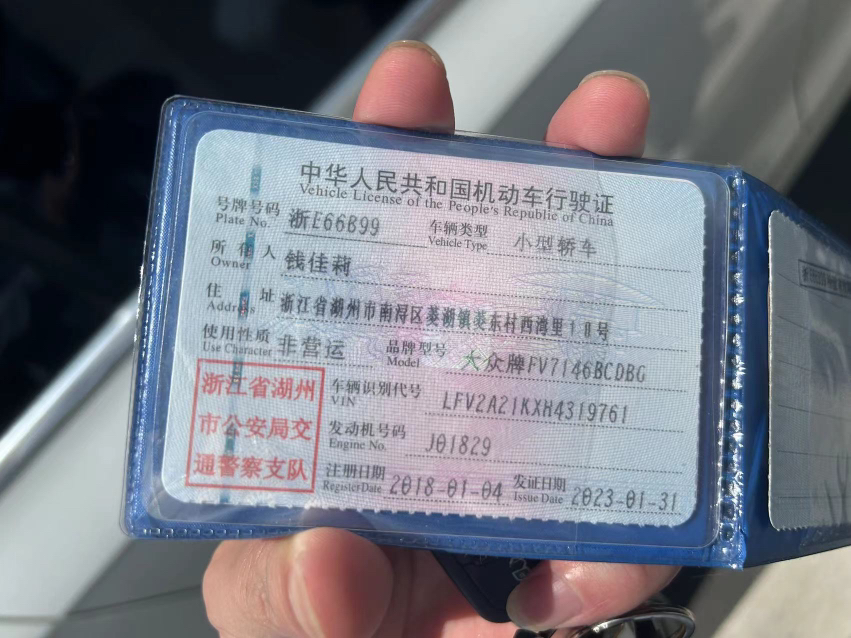 中华人民共和国机动车行驶证
Vehicle License of the People's Republic of China
号牌号码 浙E66B99 车辆类型 小型轿车
Plate No. Vehicle Type
所有人 钱佳莉
Owner
住址 浙江省湖州市南浔区菱湖镇菱东村西湾里18号
Address
使用性质 非营运 品牌型号 大众牌FV7146BCDBG
Use Character Model
浙江省湖州
市公安局交
通警察支队
车辆识别代号 LFV2A21KXH4319761
VIN
发动机号码 J01829
Engine No.
注册日期 2018-01-04 发证日期 2023-01-31
Register Date Issue Date